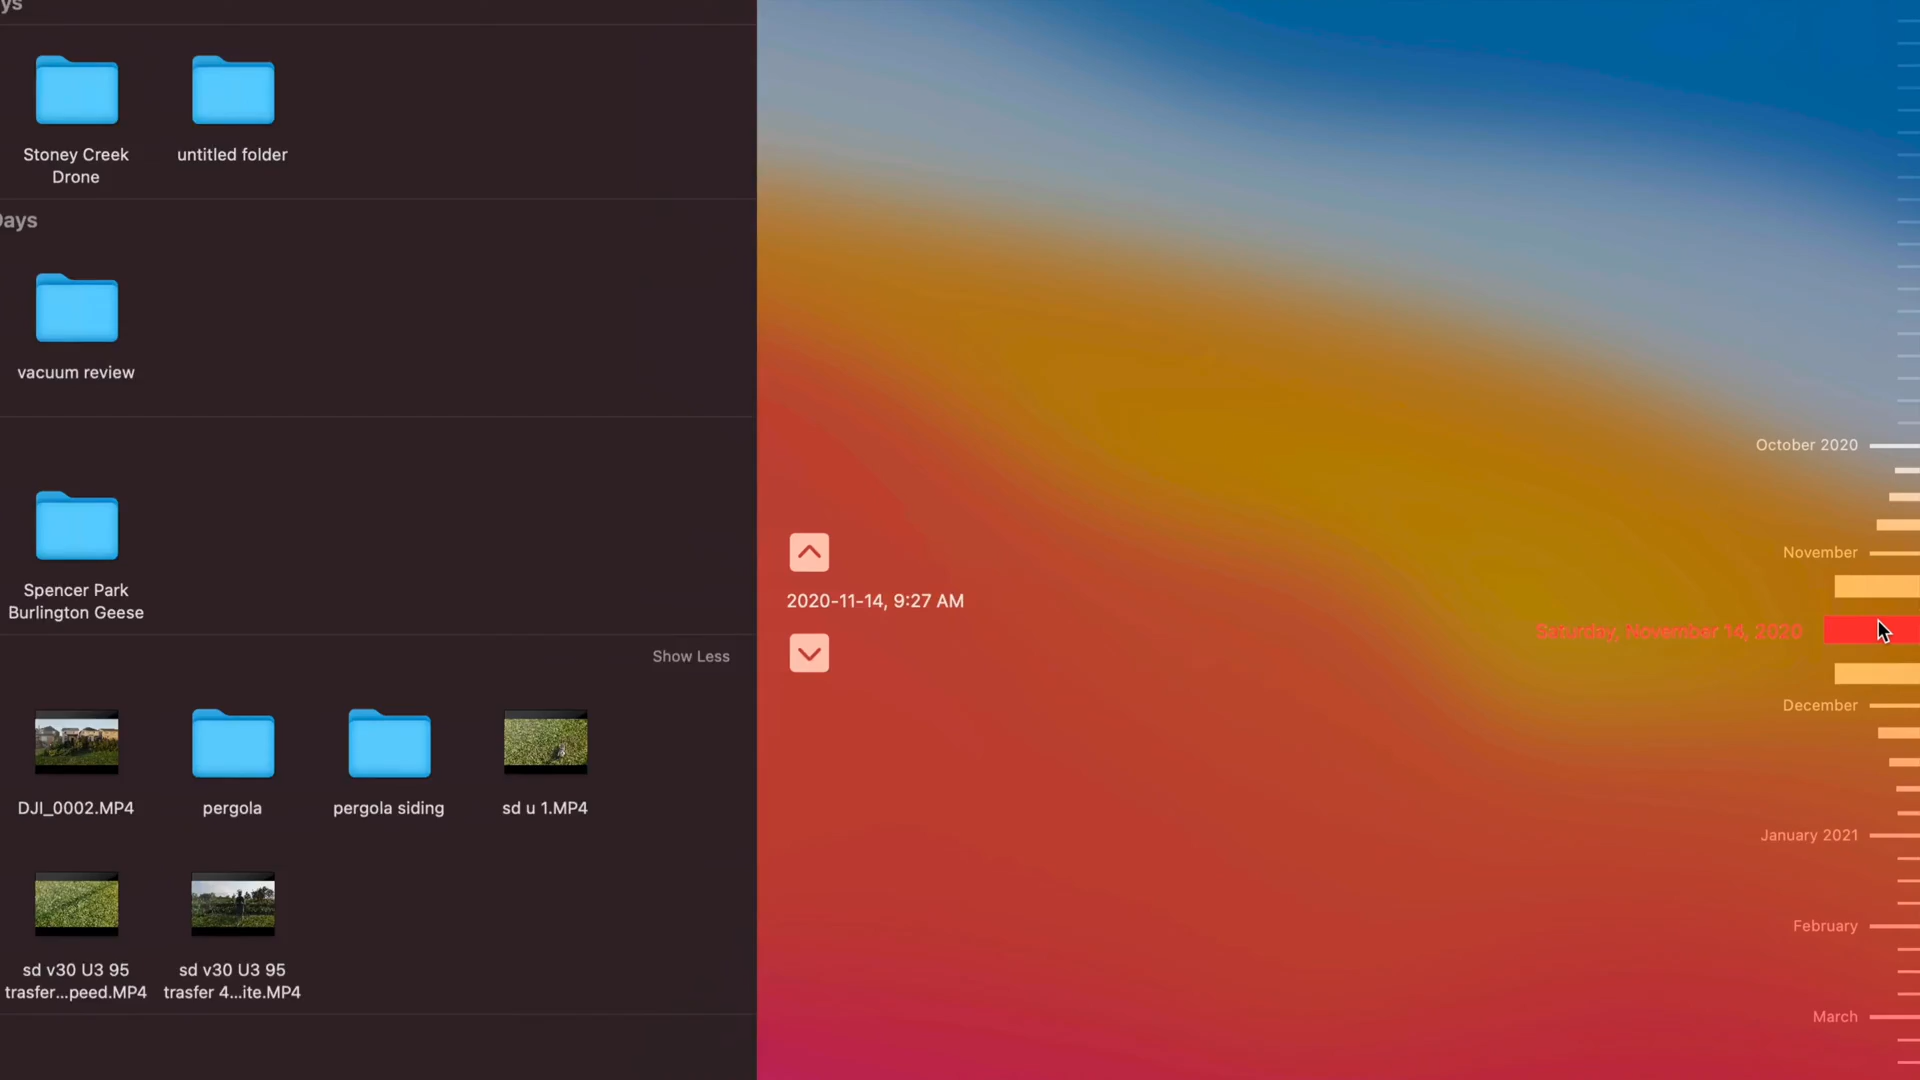 ys
Stoney Creek
Drone
untitled folder
Days
vacuum review
Spencer Park
Burlington Geese
Show Less
DJI_0002.MP4
pergola
pergola siding
sd u 1.MP4
sd v30 U3 95
trasfer...peed.MP4
sd v30 U3 95
trasfer 4...ite.MP4
2020-11-14, 9:27 AM
October 2020
November
Saturday, November 14, 2020
December
January 2021
February
March